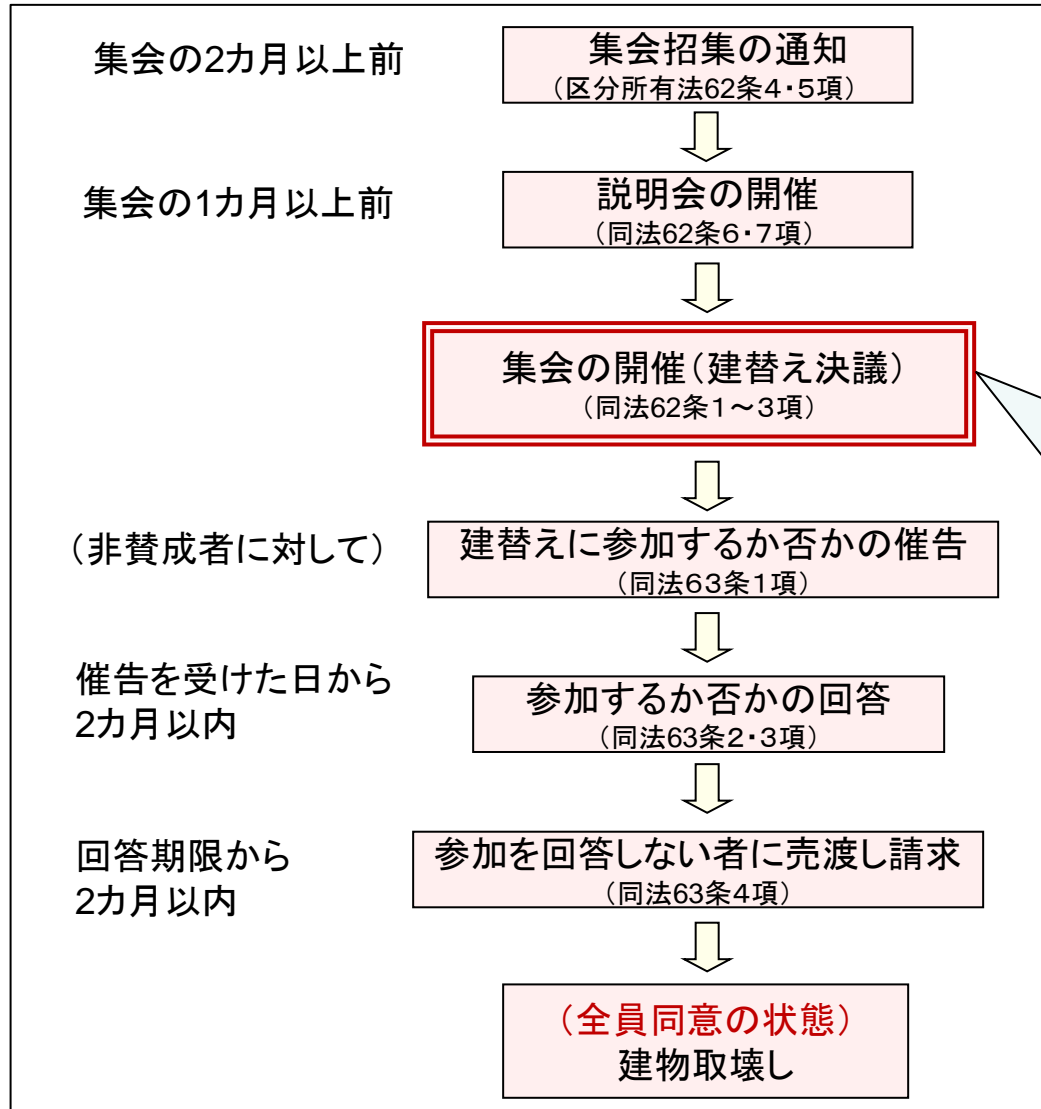 集会の2カ月以上前
集会招集の通知
（区分所有法62条4・5項）
集会の1カ月以上前
説明会の開催
（同法62条6・7項）
集会の開催（建替え決議）
（同法62条1～3項）
（非賛成者に対して）
建替えに参加するか否かの催告
（同法63条1項）
催告を受けた日から
2カ月以内
参加するか否かの回答
（同法63条2・3項）
回答期限から
2カ月以内
参加を回答しない者に売渡し請求
（同法63条4項）
（全員同意の状態）
建物取壊し